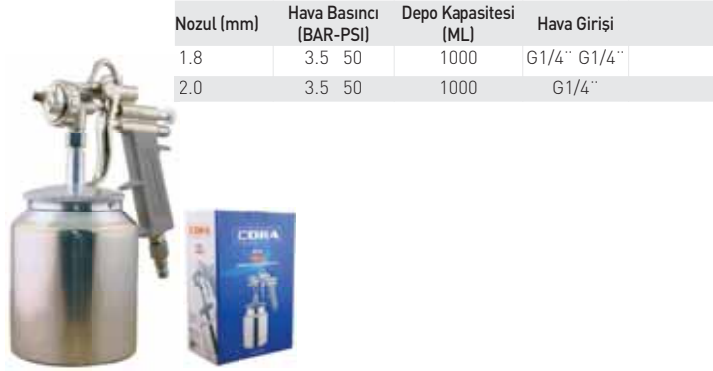 Nozul (mm) Hava Basıncı (BAR-PSI) Depo Kapasitesi (ML) Hava Girişi
1.8 3.5 50 1000 G1/4¨ G1/4¨
2.0 3.5 50 1000 G1/4¨